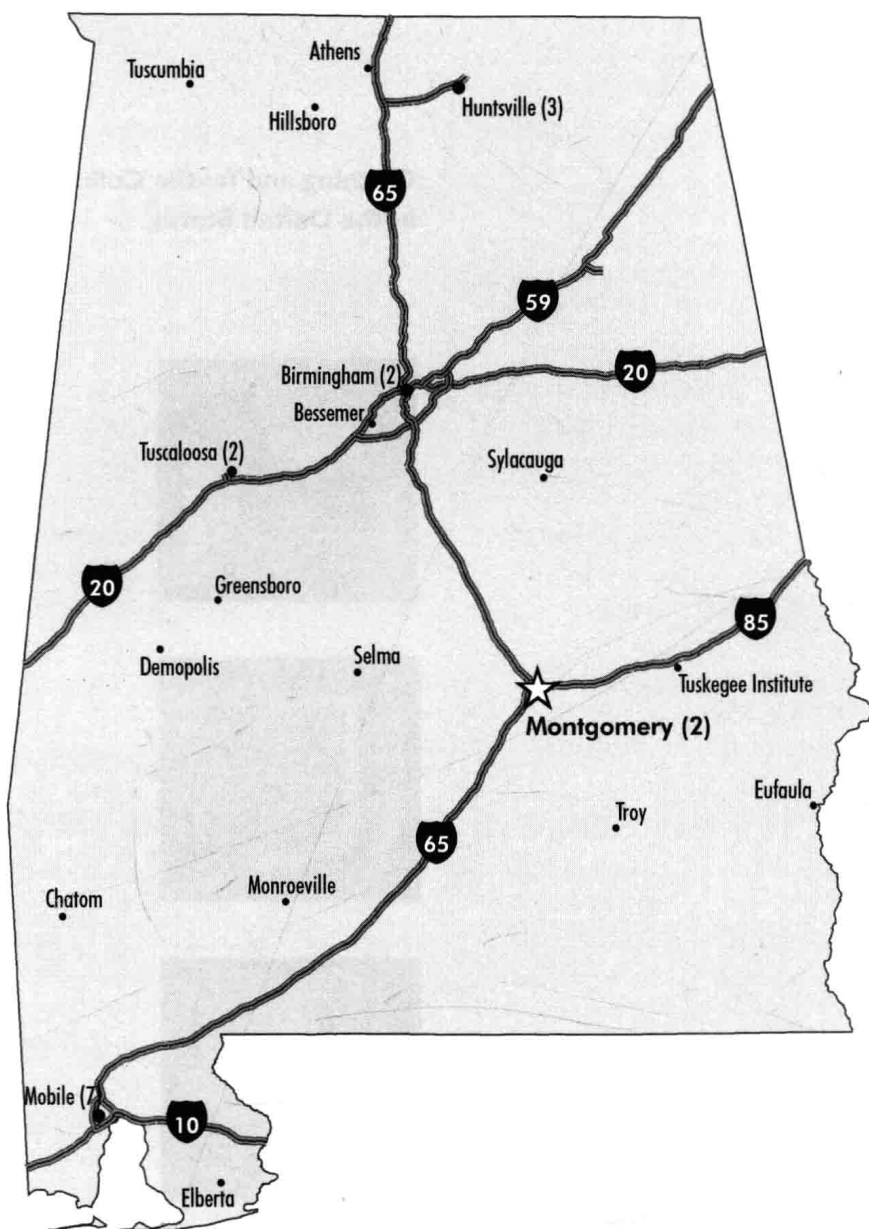 Athens
Tuscumbia
Huntsville (3)
Hillsboro
65
59
20
Birmingham (2)
Bessemer
Tuscaloosa (2)
Sylacauga
20
Greensboro
85
Demopolis
Selma
Tuskegee Institute
Montgomery (2)
Eufaula
Troy
65
Monroeville
Chatom
Mobile (7)
10
Elberta